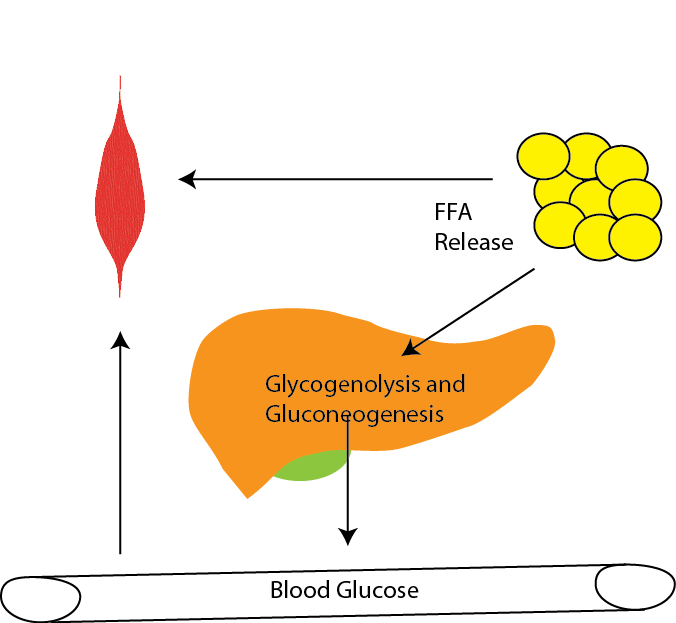 FFA
Release
Glycogenolysis and
Gluconeogenesis
Blood Glucose